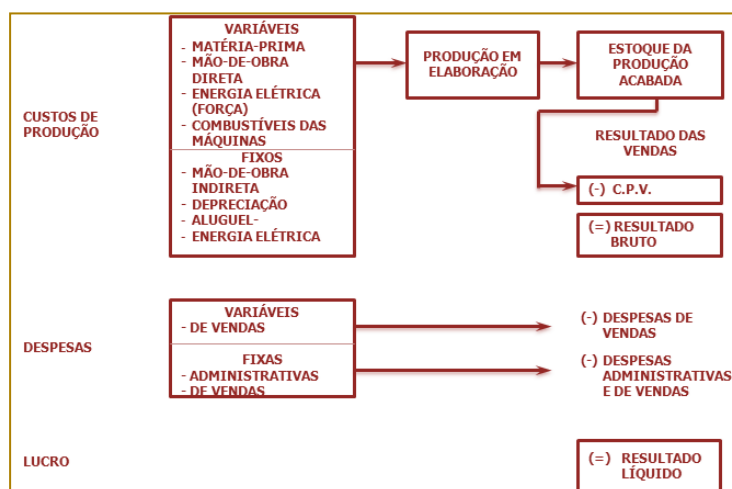 CUSTOS DE
PRODUÇÃO
VARIÁVEIS
- MATÉRIA-PRIMA
- MÃO-DE-OBRA
DIRETA
- ENERGIA ELÉTRICA
(FORÇA)
- COMBUSTÍVEIS DAS
MÁQUINAS
FIXOS
- MÃO-DE-OBRA
INDIRETA
- DEPRECIAÇÃO
- ALUGUEL-
- ENERGIA ELÉTRICA
PRODUÇÃO EM
ELABORAÇÃO
ESTOQUE DA
PRODUÇÃO
ACABADA
RESULTADO DAS
VENDAS
(-) C.P.V.
(=) RESULTADO
BRUTO
DESPESAS
VARIÁVEIS
- DE VENDAS
FIXAS
- ADMINISTRATIVAS
- DE VENDAS
(-) DESPESAS DE
VENDAS
(-) DESPESAS
ADMINISTRATIVAS
E DE VENDAS
LUCRO
(=) RESULTADO
LÍQUIDO